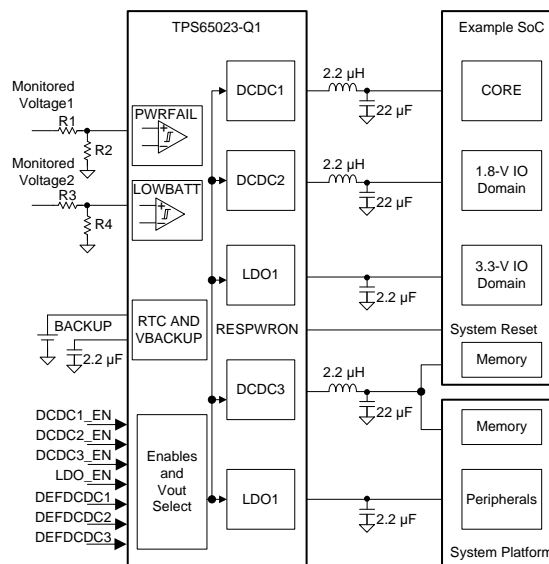 TPS65023-Q1
Example SoC
Monitored
Voltage1
R1
R2
PWRFAIL
Monitored
Voltage2
R3
R4
LOWBATT
DCDC1
2.2 µH
22 µF
CORE
DCDC2
2.2 µH
22 µF
1.8-V IO
Domain
LDO1
2.2 µF
3.3-V IO
Domain
BACKUP
2.2 µF
RTC AND
VBACKUP
RESPWRON
System Reset
Memory
DCDC3
2.2 µH
22 µF
Memory
DCDC1_EN
DCDC2_EN
DCDC3_EN
LDO_EN
DEFDCDC1
DEFDCDC2
DEFDCDC3
Enables
and
Vout
Select
LDO1
2.2 µF
Peripherals
System Platform